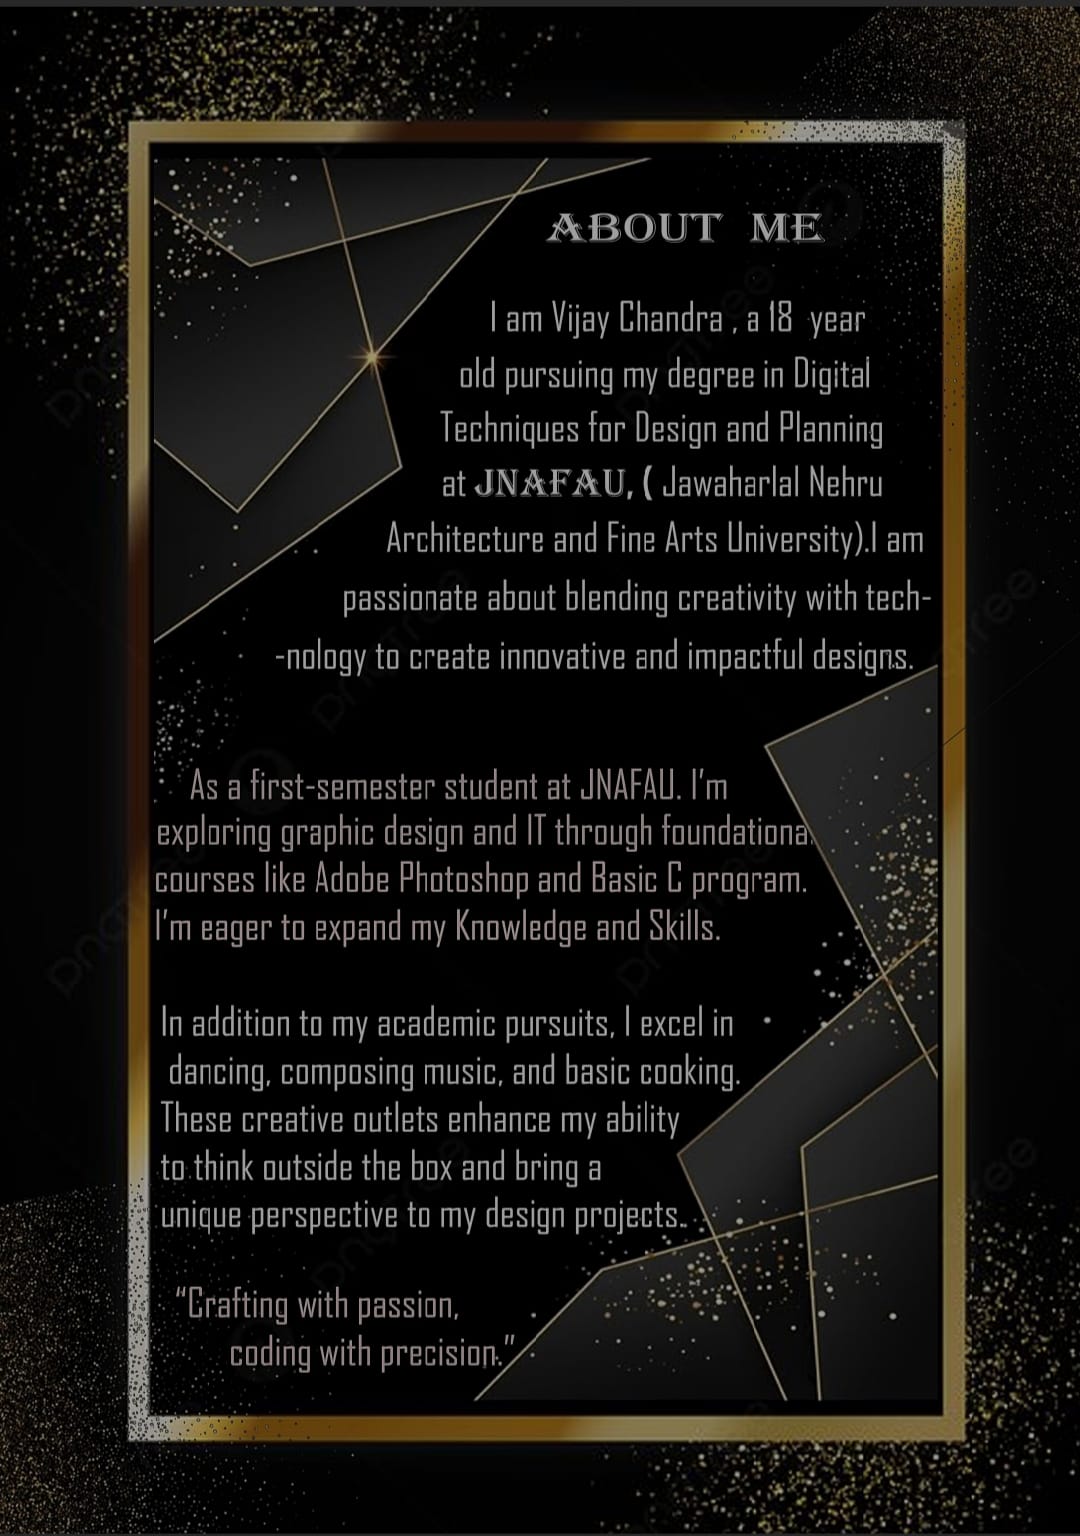 ABOUT ME
I am Vijay Chandra , a 18 year
old pursuing my degree in Digital
Techniques for Design and Planning
at JNAFAU, ( Jawaharlal Nehru
Architecture and Fine Arts University).I am
passionate about blending creativity with tech-
-nology to create innovative and impactful designs.
As a first-semester student at JNAFAU. I'm
exploring graphic design and IT through foundationa
courses like Adobe Photoshop and Basic C program.
I'm eager to expand my Knowledge and Skills.
In addition to my academic pursuits, I excel in
dancing, composing music, and basic cooking.
These creative outlets enhance my ability
to think outside the box and bring a
unique perspective to my design projects..
“Crafting with passion,
coding with precision.”